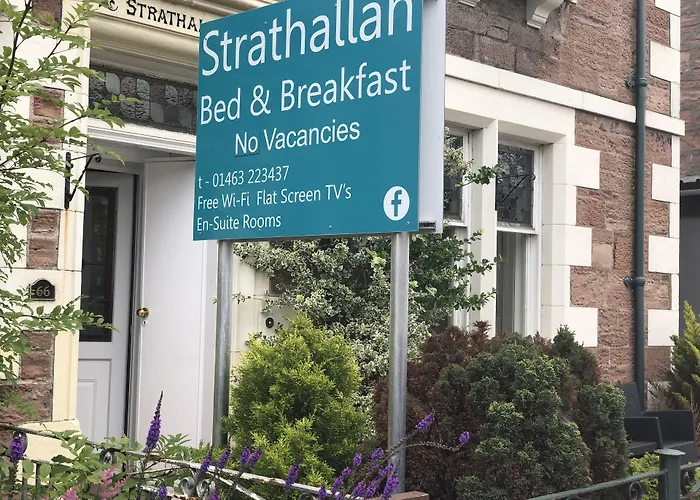 STRATHAL
Strathallan
Bed & Breakfast
No Vacancies
t - 01463 223437
Free Wi-Fi Flat Screen TV's
En-Suite Rooms
f
66